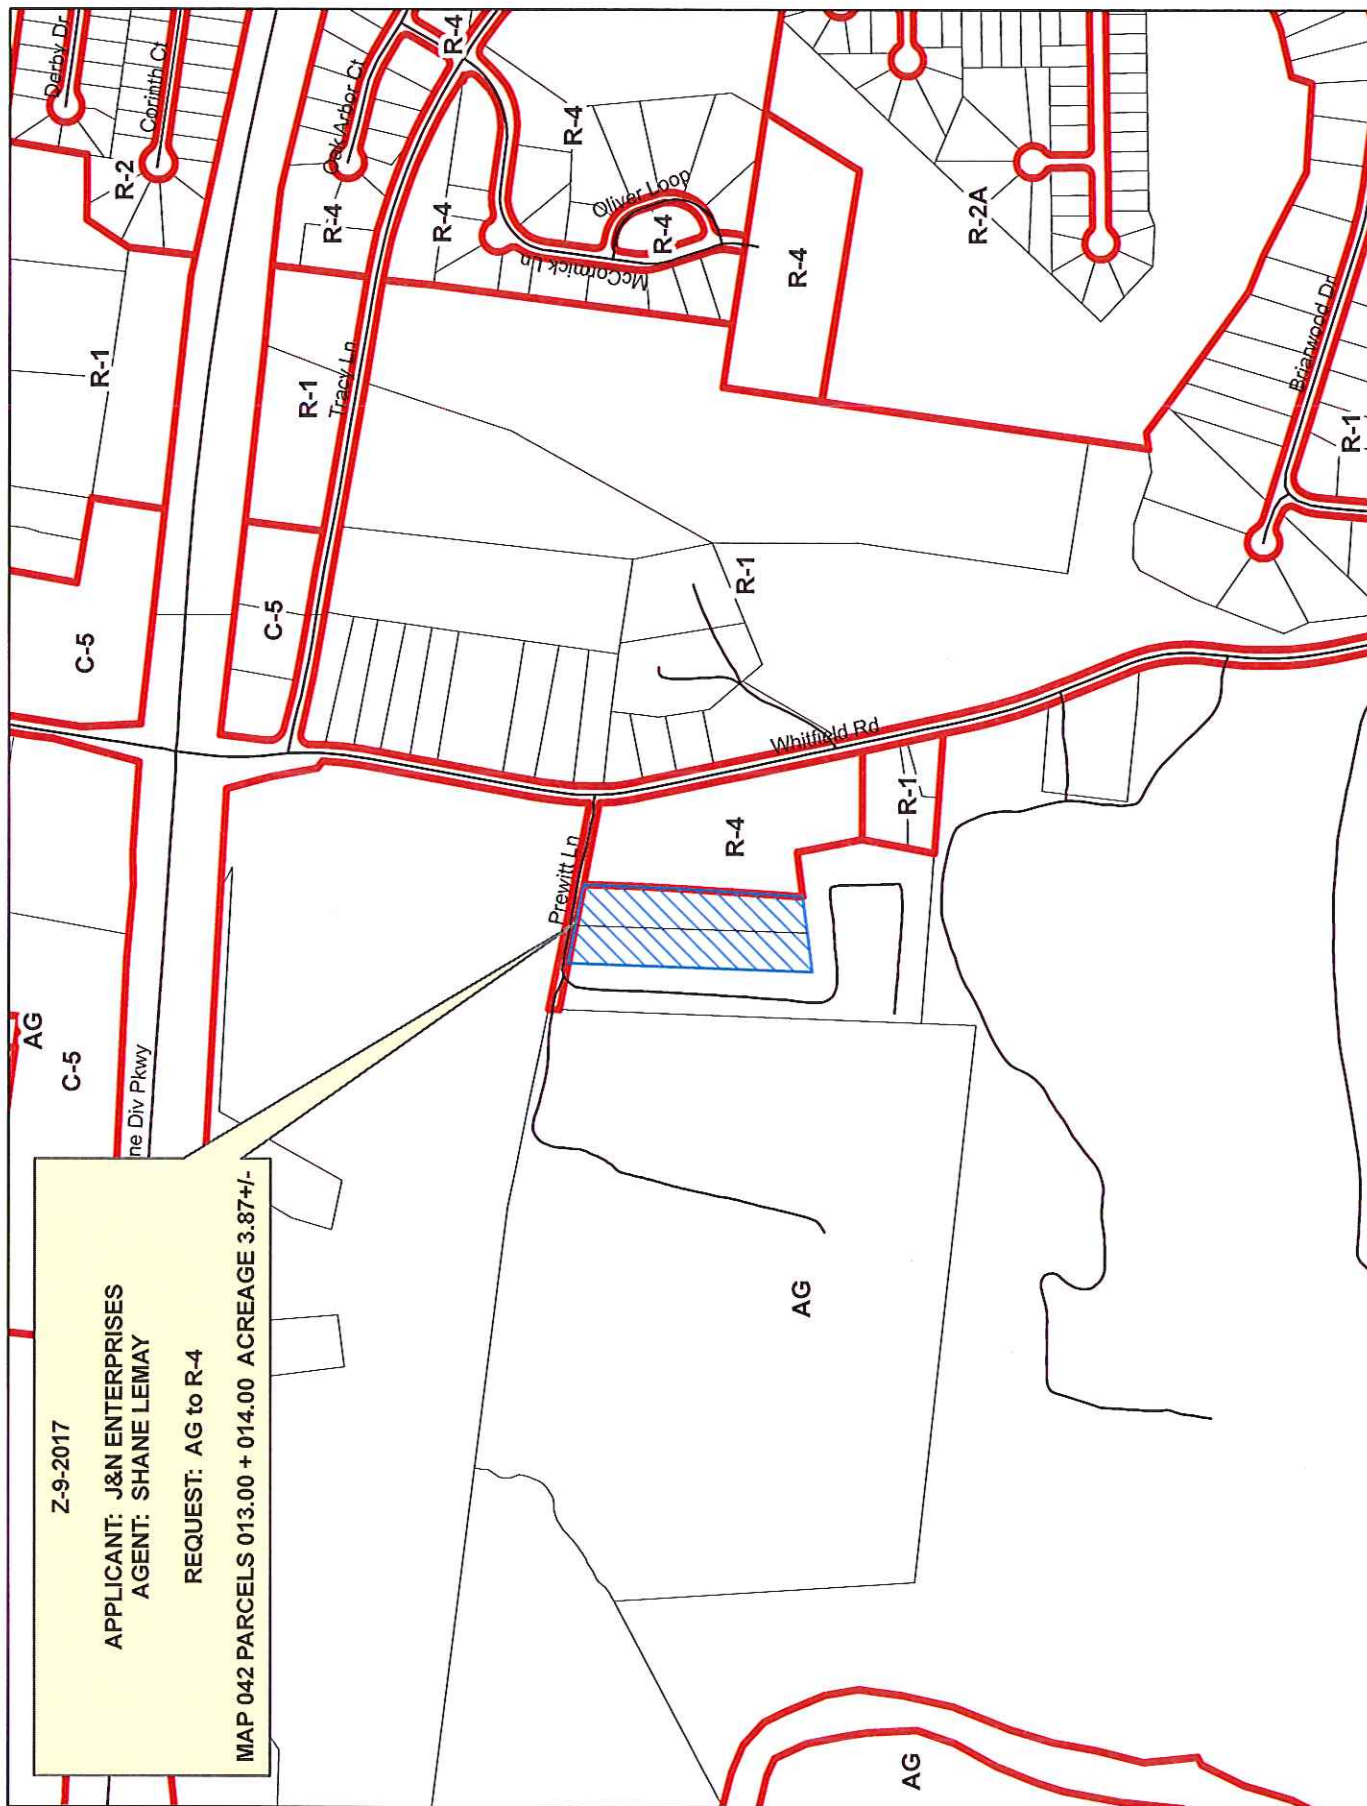 Z-9-2017
APPLICANT: J&N ENTERPRISES
AGENT: SHANE LEMAY
REQUEST: AG to R-4
MAP 042 PARCELS 013.00 + 014.00 ACREAGE 3.87+/-
AG
C-5
ne Div Pkwy
C-5
R-1
R-2
Derby Dr
Corinth Ct
C-5
R-1
Tracy Ln
R-4
Oak Arbor Ct
R-4
R-4
R-4
McCormick Ln
Oliver Loop
R-4
R-4
R-2A
Prewitt Ln
R-4
Whitfield Rd
R-1
R-1
Briarwood Dr
R-1
AG
AG